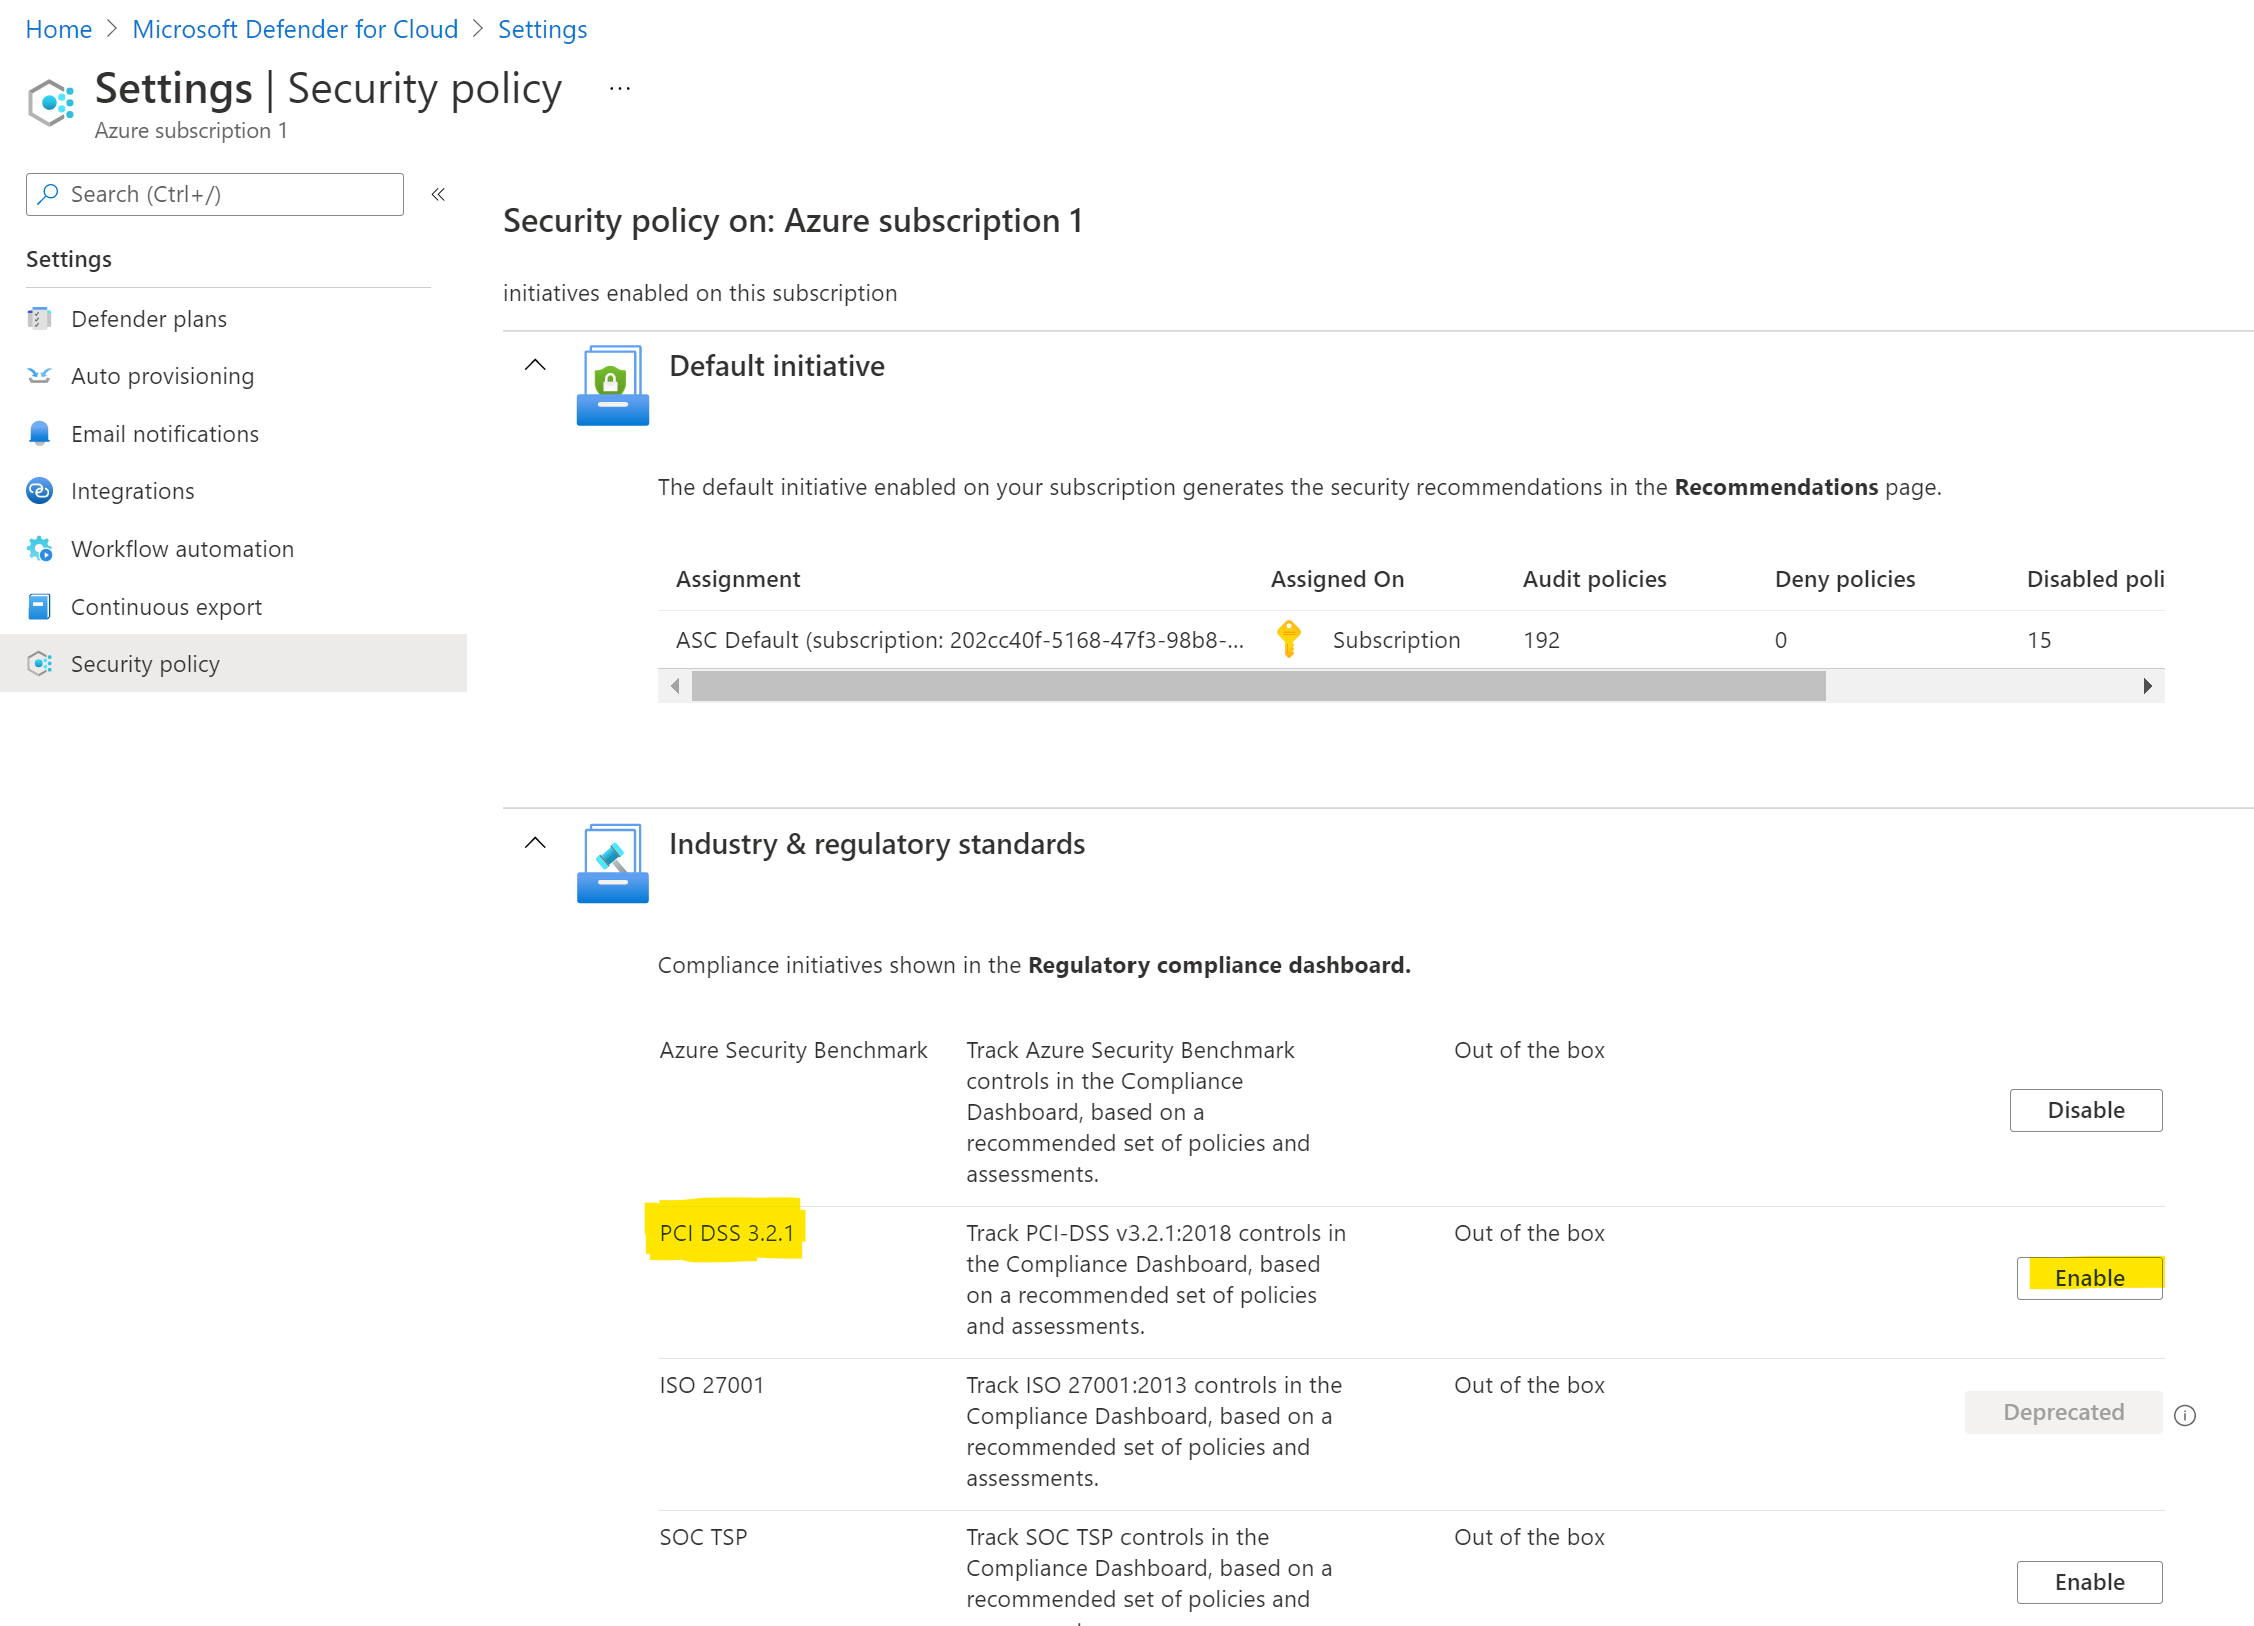 Home > Microsoft Defender for Cloud > Settings
Settings | Security policy ...
Azure subscription 1
Search (Ctrl+/)
«
Settings
Defender plans
Auto provisioning
Email notifications
Integrations
Workflow automation
Continuous export
Security policy
Security policy on: Azure subscription 1
initiatives enabled on this subscription
Default initiative
The default initiative enabled on your subscription generates the security recommendations in the Recommendations page.
Assignment Assigned On Audit policies Deny policies Disabled poli
ASC Default (subscription: 202cc40f-5168-47f3-98b8-... Subscription 192 0 15
Industry & regulatory standards
Compliance initiatives shown in the Regulatory compliance dashboard.
Azure Security Benchmark
Track Azure Security Benchmark
controls in the Compliance
Dashboard, based on a
recommended set of policies and
assessments.
Out of the box
Disable
PCI DSS 3.2.1
Track PCI-DSS v3.2.1:2018 controls in
the Compliance Dashboard, based
on a recommended set of policies
and assessments.
Out of the box
Enable
ISO 27001
Track ISO 27001:2013 controls in the
Compliance Dashboard, based on a
recommended set of policies and
assessments.
Out of the box
Deprecated
SOC TSP
Track SOC TSP controls in the
Compliance Dashboard, based on a
recommended set of policies and
Out of the box
Enable